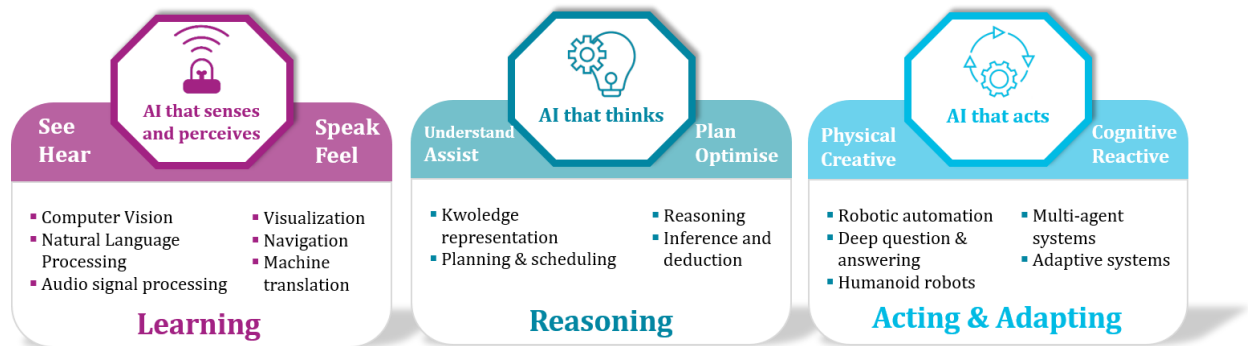 AI that senses
and perceives
See
Hear
Speak
Feel
▪ Computer Vision
▪ Natural Language
Processing
▪ Audio signal processing
▪ Visualization
▪ Navigation
▪ Machine
translation
Learning
AI that thinks
Understand
Assist
Plan
Optimise
▪ Kwoledge
representation
▪ Planning & scheduling
▪ Reasoning
▪ Inference and
deduction
Reasoning
AI that acts
Physical
Creative
Cognitive
Reactive
▪ Robotic automation
▪ Deep question &
answering
▪ Humanoid robots
▪ Multi-agent
systems
▪ Adaptive systems
Acting & Adapting